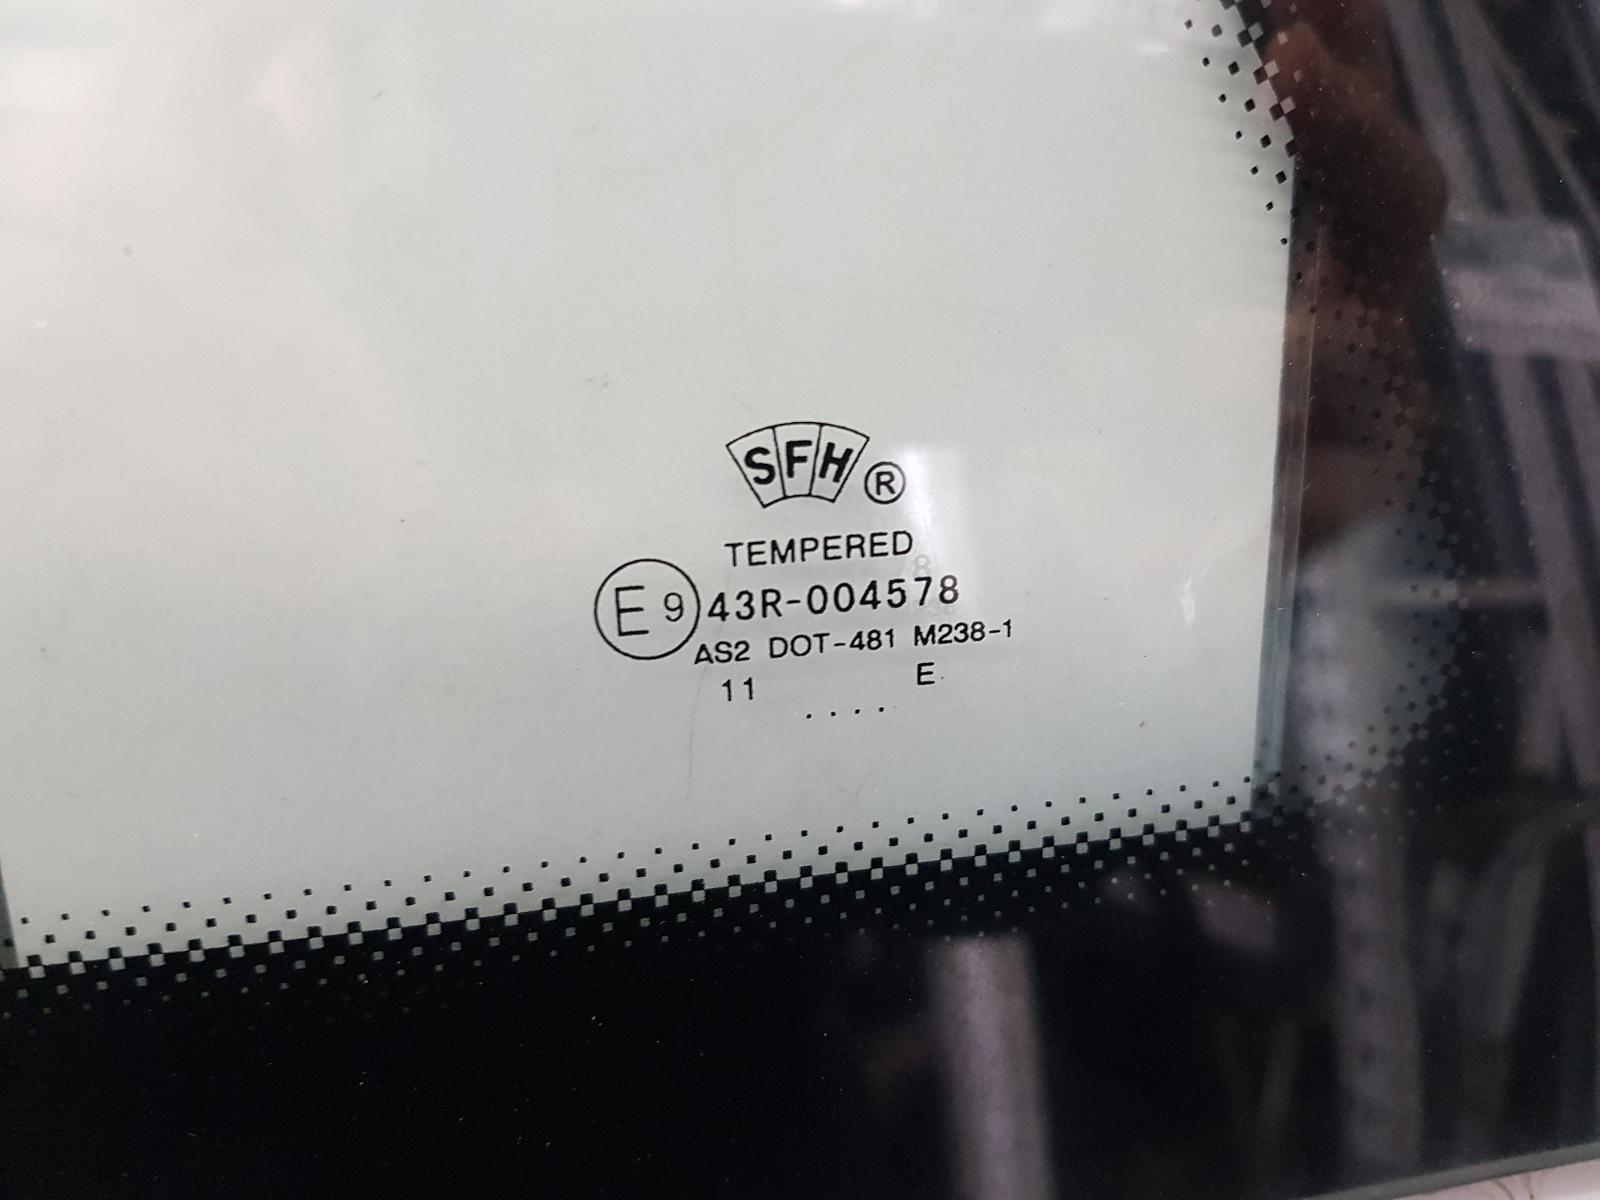 SFH ®
TEMPERED
E9 43R-004578
AS2 DOT-481 M238-1
11 E
. . . .